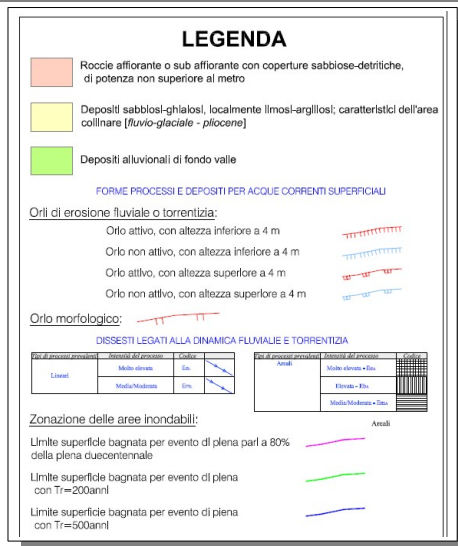 LEGENDA
Roccie affiorante o sub affiorante con coperture sabbiose-detritiche,
di potenza non superiore al metro
Depositi sabbiosi-ghiaiosi, localmente limosi-argillosi; caratteristici dell'area
collinare [fluvio-glaciale - pliocene]
Depositi alluvionali di fondo valle
FORME PROCESSI E DEPOSITI PER ACQUE CORRENTI SUPERFICIALI
Orli di erosione fluviale o torrentizia:
Orlo attivo, con altezza inferiore a 4 m
Orlo non attivo, con altezza inferiore a 4 m
Orlo attivo, con altezza superiore a 4 m
Orlo non attivo, con altezza superiore a 4 m
Orlo morfologico:
DISSESTI LEGATI ALLA DINAMICA FLUVIALIE E TORRENTIZIA
Tipi di processi prevalenti Intensità del processo Codice
Lineari
Molto elevata
Media/Moderata
Tipi di processi prevalenti Intensità del processo Codice
Areali
Molto elevata - EeA
Elevata - EbA
Media/Moderata - EmA
Areali
Zonazione delle aree inondabili:
Limite superficie bagnata per evento di piena pari a 80%
della piena duecentennale
Limite superficie bagnata per evento di piena
con Tr=200anni
Limite superficie bagnata per evento di piena
con Tr=500anni